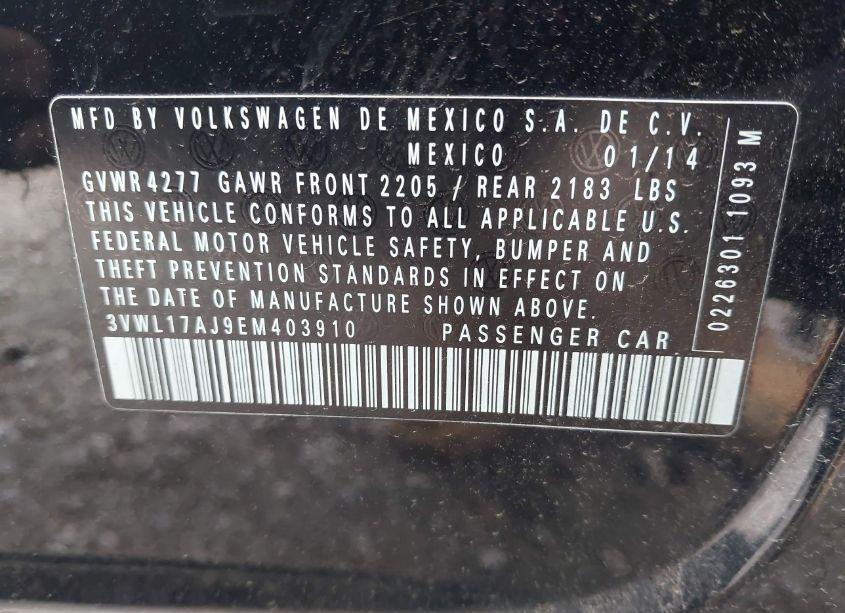 MFD BY VOLKSWAGEN DE MEXICO S.A. DE C.V.
MEXICO 01/14
GVWR 4277 GAWR FRONT 2205 / REAR 2183 LBS
THIS VEHICLE CONFORMS TO ALL APPLICABLE U.S.
FEDERAL MOTOR VEHICLE SAFETY, BUMPER AND
THEFT PREVENTION STANDARDS IN EFFECT ON
THE DATE OF MANUFACTURE SHOWN ABOVE.
3VWL17AJ9EM403910 PASSENGER CAR
0226301 1093 M